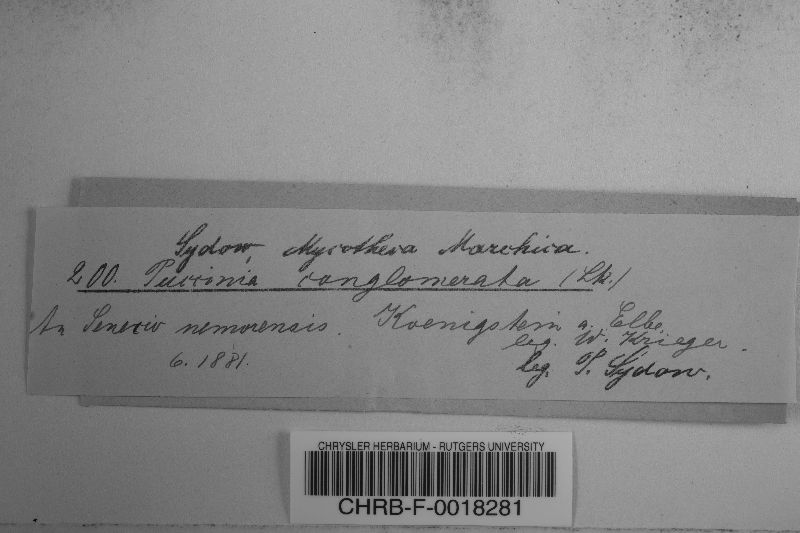 Sydow, Mycotheca Marchica.
200. Puccinia conglomerata (Lk.)
An Senecio nemorensis. Koenigstein a. Elbe.
leg. W. Krieger.
6. 1881.
leg. P. Sydow.
CHRYSLER HERBARIUM - RUTGERS UNIVERSITY
CHRB-F-0018281